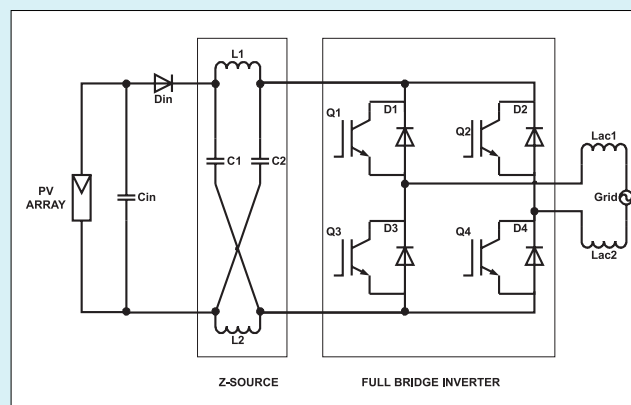 L1
Din
Q1
D1
Q2
D2
Lac1
C1
C2
PV
ARRAY
Cin
Grid
Q3
D3
Q4
D4
Lac2
L2
Z-SOURCE
FULL BRIDGE INVERTER